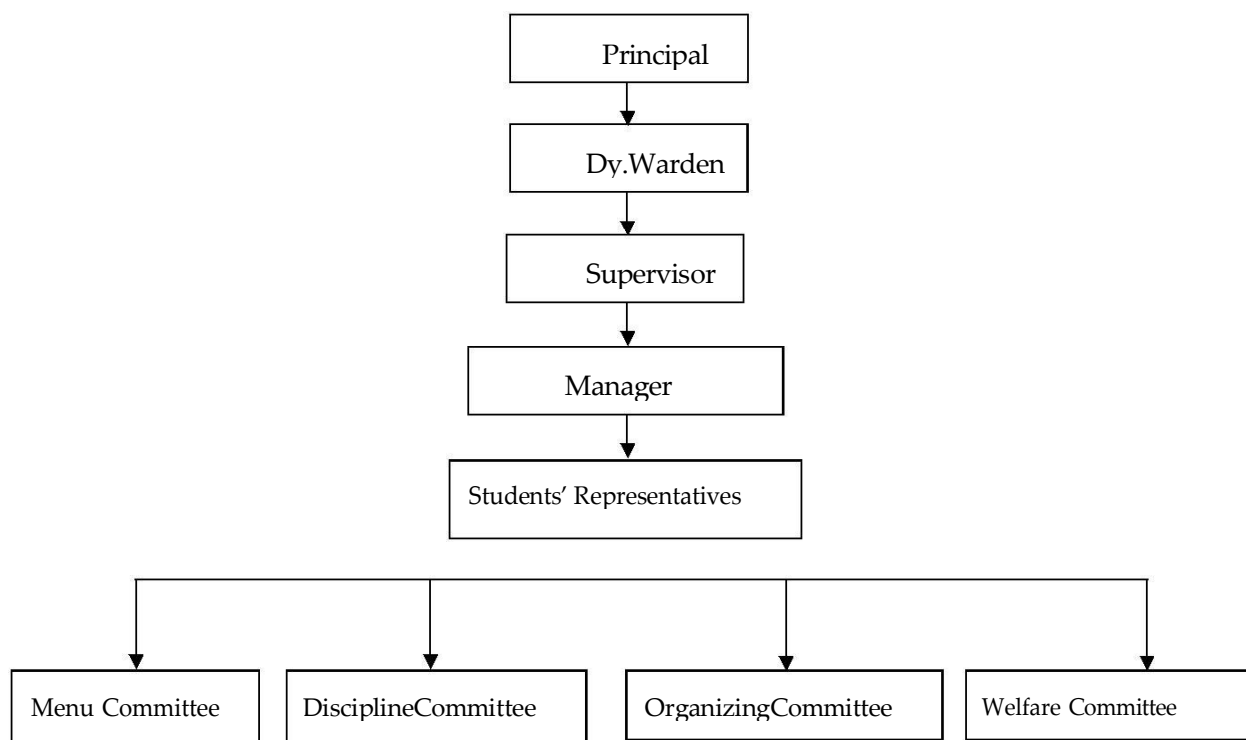 Principal
Dy.Warden
Supervisor
Manager
Students’ Representatives
Menu Committee
DisciplineCommittee
OrganizingCommittee
Welfare Committee